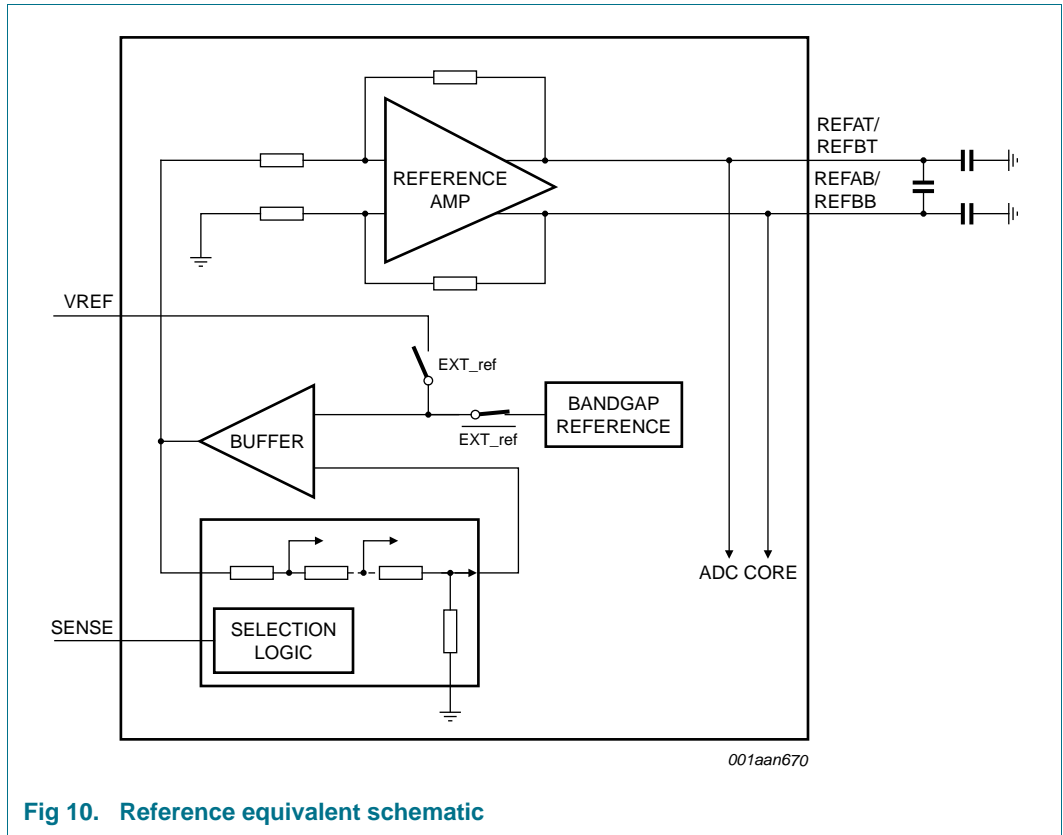 REFAT/
REFBT
REFERENCE
AMP
REFAB/
REFBB
VREF
EXT_ref
BANDGAP
REFERENCE
BUFFER
EXT_ref
ADC CORE
SENSE
SELECTION
LOGIC
001aan670
Fig 10. Reference equivalent schematic